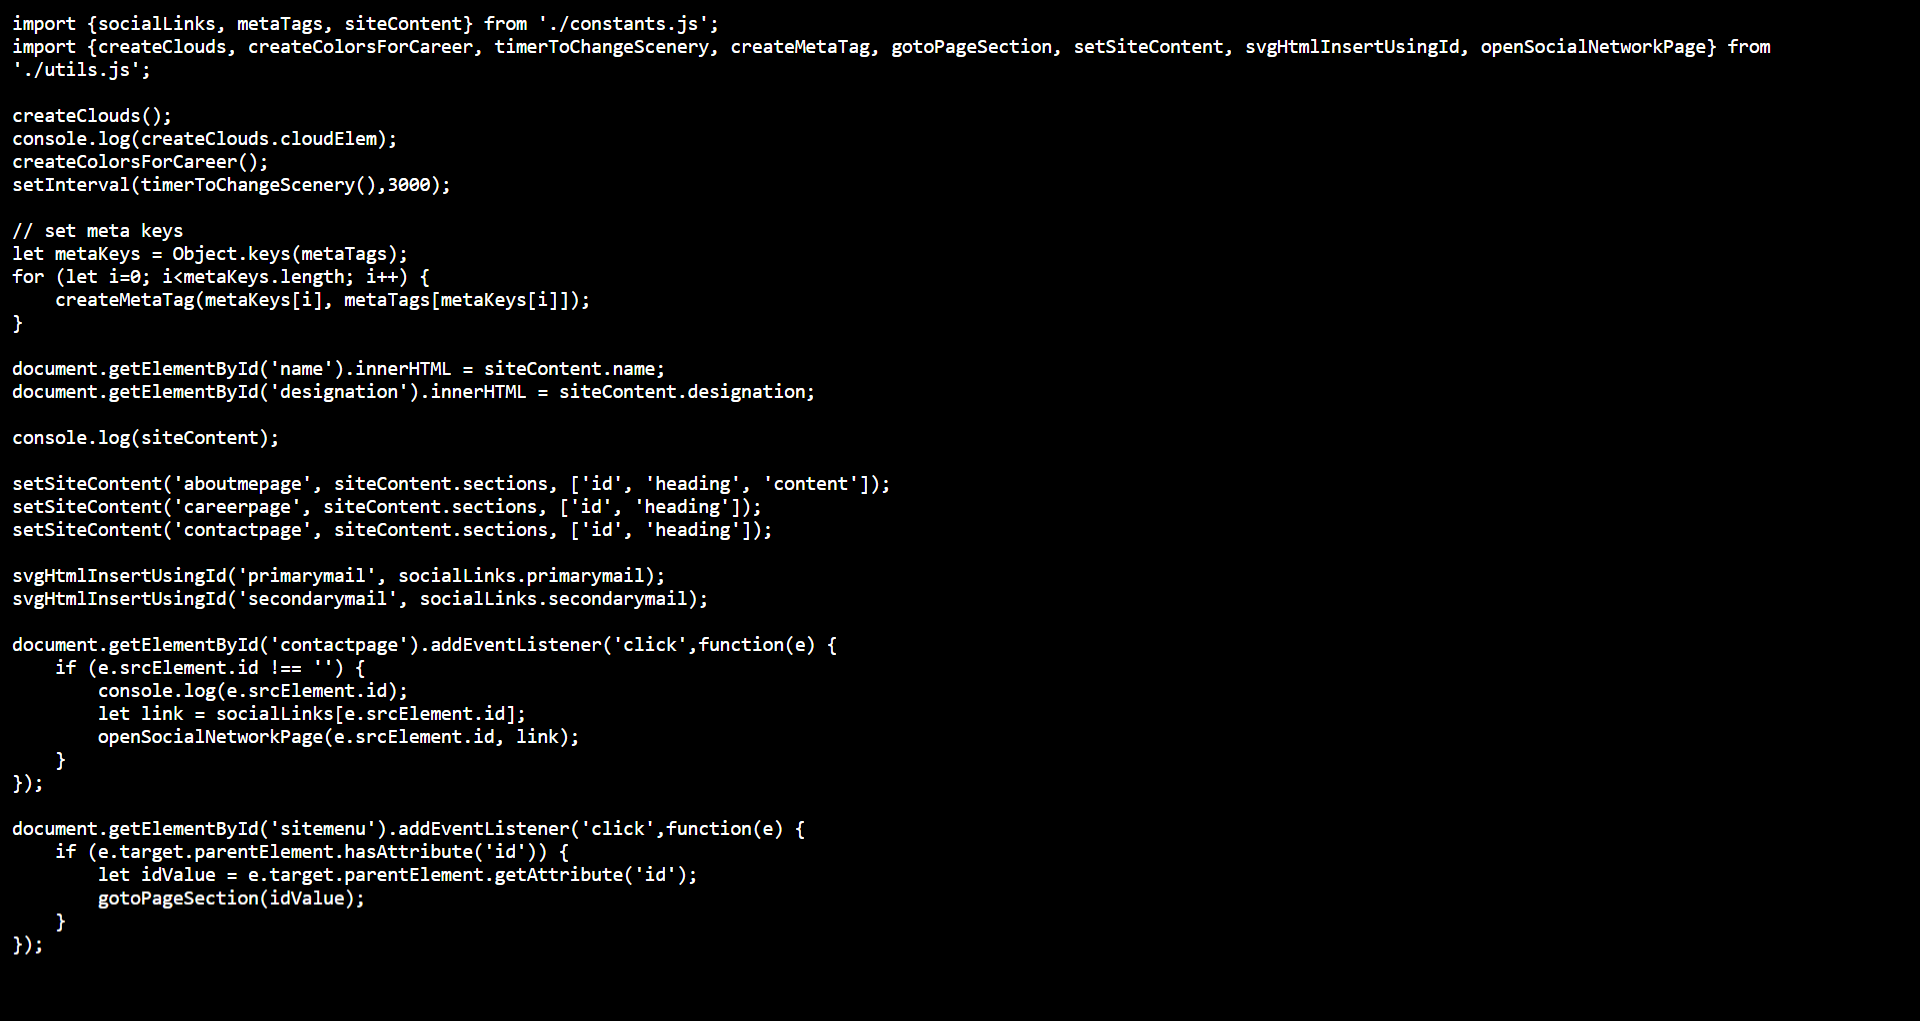 import {socialLinks, metaTags, siteContent} from './constants.js';
import {createClouds, createColorsForCareer, timerToChangeScenery, createMetaTag, gotoPageSection, setSiteContent, svgHtmlInsertUsingId, openSocialNetworkPage} from
'./utils.js';

createClouds();
console.log(createClouds.cloudElem);
createColorsForCareer();
setInterval(timerToChangeScenery(),3000);

// set meta keys
let metaKeys = Object.keys(metaTags);
for (let i=0; i<metaKeys.length; i++) {
    createMetaTag(metaKeys[i], metaTags[metaKeys[i]]);
}

document.getElementById('name').innerHTML = siteContent.name;
document.getElementById('designation').innerHTML = siteContent.designation;

console.log(siteContent);

setSiteContent('aboutmepage', siteContent.sections, ['id', 'heading', 'content']);
setSiteContent('careerpage', siteContent.sections, ['id', 'heading']);
setSiteContent('contactpage', siteContent.sections, ['id', 'heading']);

svgHtmlInsertUsingId('primarymail', socialLinks.primarymail);
svgHtmlInsertUsingId('secondarymail', socialLinks.secondarymail);

document.getElementById('contactpage').addEventListener('click',function(e) {
    if (e.srcElement.id !== '') {
        console.log(e.srcElement.id);
        let link = socialLinks[e.srcElement.id];
        openSocialNetworkPage(e.srcElement.id, link);
    }
});

document.getElementById('sitemenu').addEventListener('click',function(e) {
    if (e.target.parentElement.hasAttribute('id')) {
        let idValue = e.target.parentElement.getAttribute('id');
        gotoPageSection(idValue);
    }
});